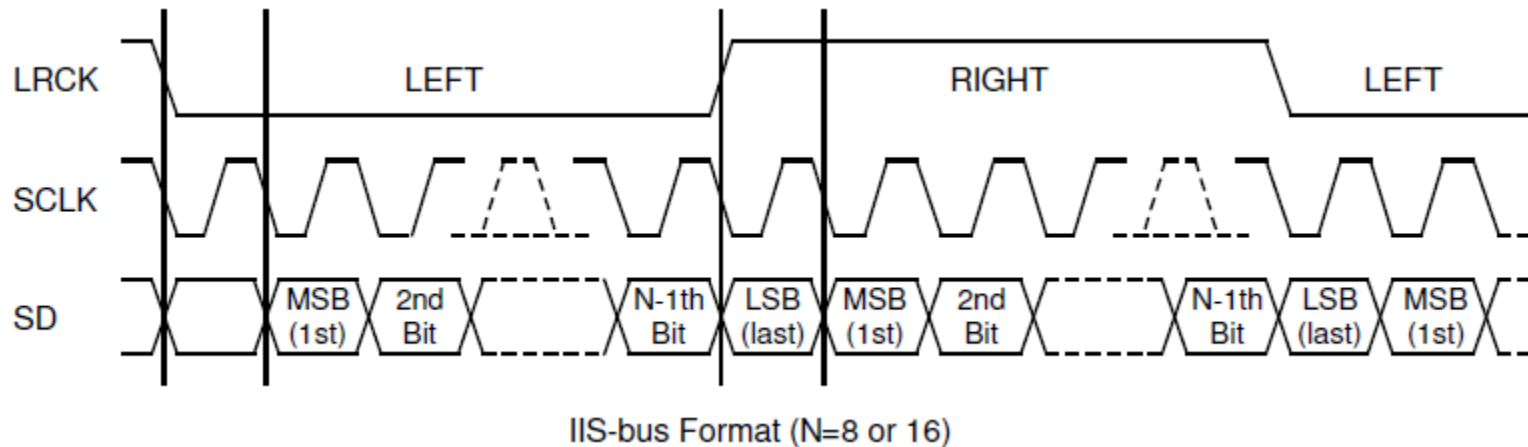 LRCK
LEFT
RIGHT
LEFT
SCLK
SD
MSB
(1st)
2nd
Bit
N-1th
Bit
LSB
(last)
MSB
(1st)
2nd
Bit
N-1th
Bit
LSB
(last)
MSB
(1st)
IIS-bus Format (N=8 or 16)